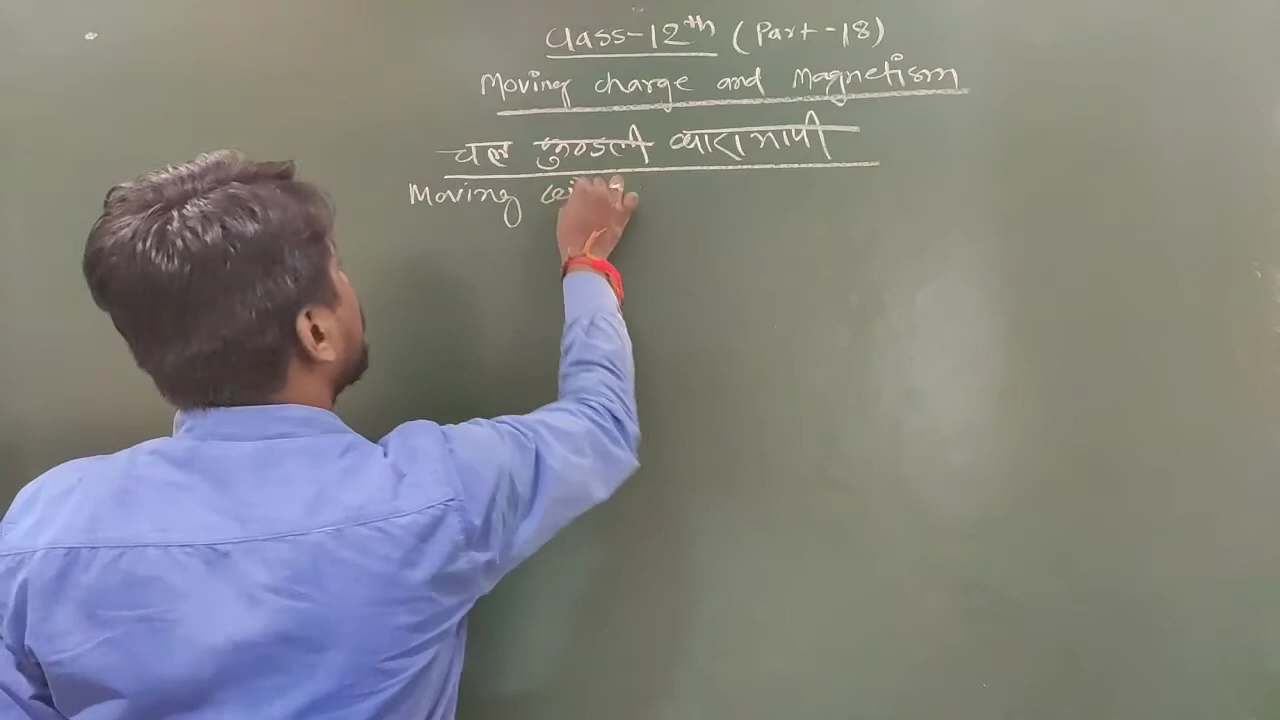 Class-12th (Part-18)
Moving charge and Magnetism
चल कुण्डली धारामापी
Moving